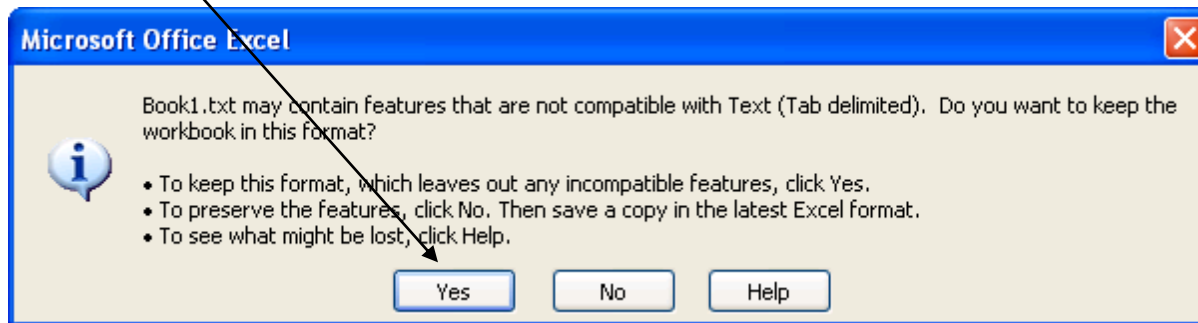 Microsoft Office Excel
Book1.txt may contain features that are not compatible with Text (Tab delimited).  Do you want to keep the
workbook in this format?
• To keep this format, which leaves out any incompatible features, click Yes.
• To preserve the features, click No. Then save a copy in the latest Excel format.
• To see what might be lost, click Help.
Yes No Help